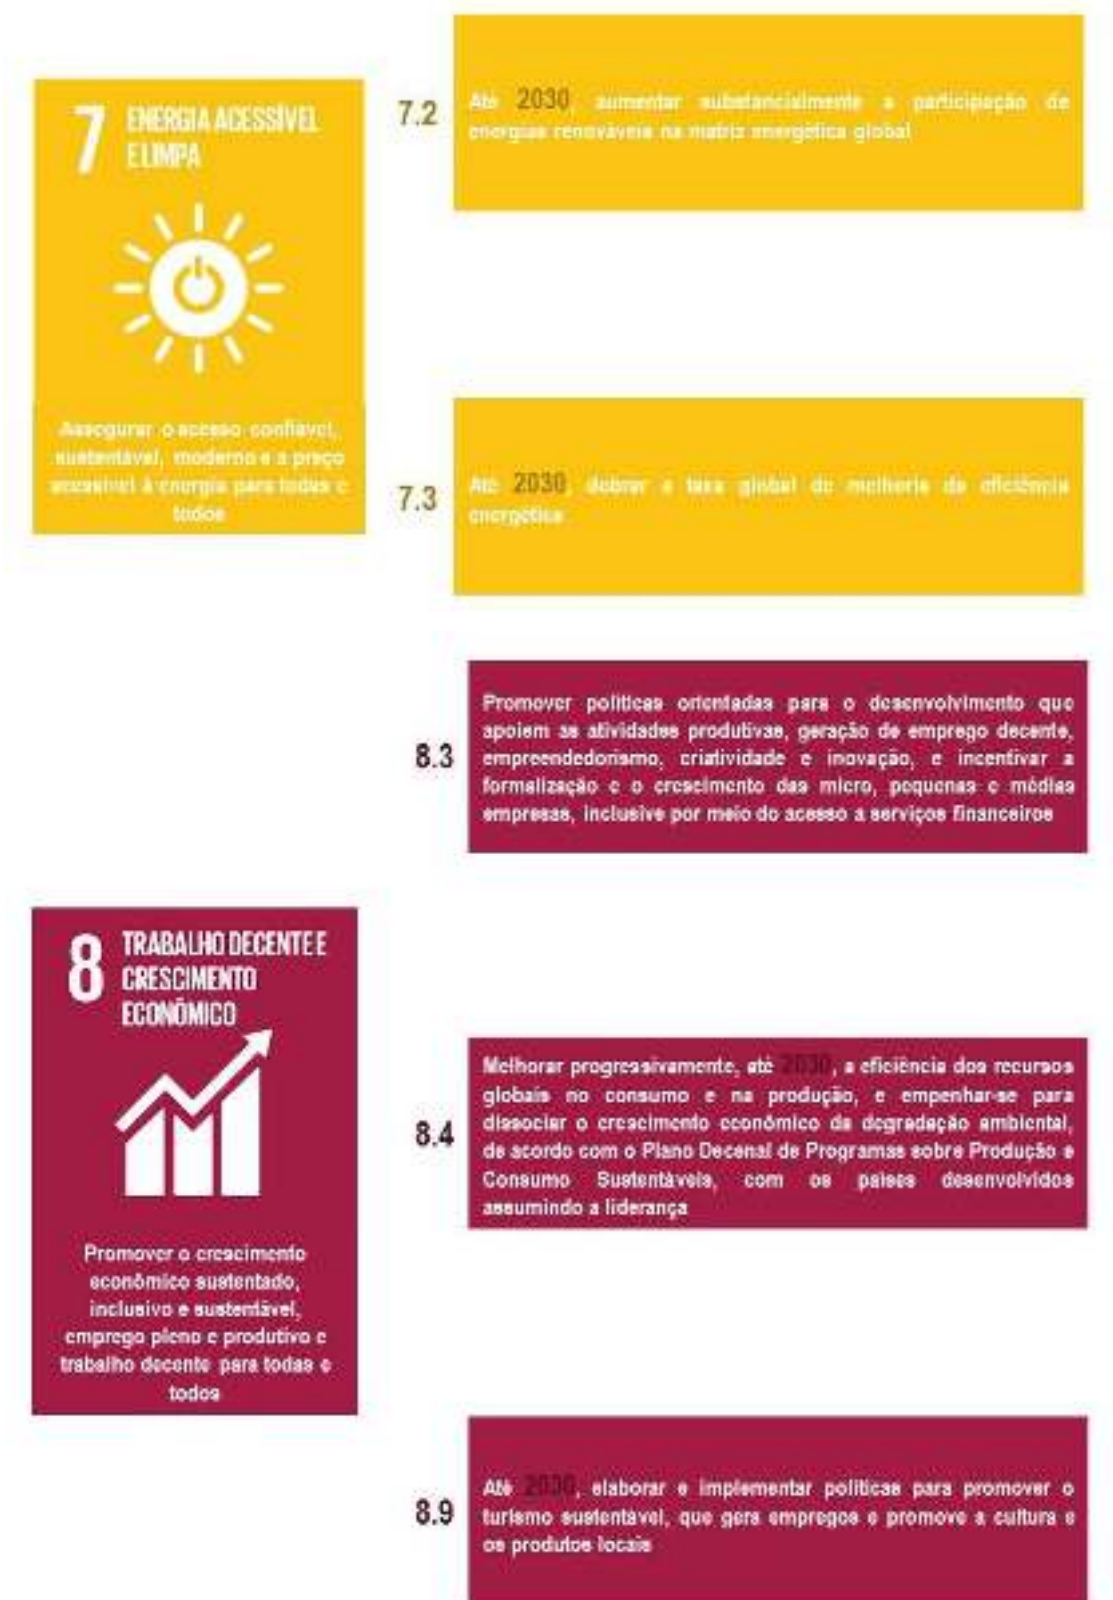 7 ENERGIA ACESSÍVEL
E LIMPA
Assegurar o acesso confiável,
sustentável, moderno e a preço
acessível à energia para todas e
todos
7.2
Até 2030, aumentar substancialmente a participação de
energias renováveis na matriz energética global
7.3
Até 2030, dobrar a taxa global de melhoria da eficiência
energética
8.3
Promover políticas orientadas para o desenvolvimento que
apoiem as atividades produtivas, geração de emprego decente,
empreendedorismo, criatividade e inovação, e incentivar a
formalização e o crescimento das micro, pequenas e médias
empresas, inclusive por meio do acesso a serviços financeiros
8 TRABALHO DECENTE E
CRESCIMENTO
ECONÔMICO
Promover o crescimento
econômico sustentado,
inclusivo e sustentável,
emprego pleno e produtivo e
trabalho decente para todas e
todos
8.4
Melhorar progressivamente, até 2030, a eficiência dos recursos
globais no consumo e na produção, e empenhar-se para
dissociar o crescimento econômico da degradação ambiental,
de acordo com o Plano Decenal de Programas sobre Produção e
Consumo Sustentáveis, com os países desenvolvidos
assumindo a liderança
8.9
Até 2030, elaborar e implementar políticas para promover o
turismo sustentável, que gera empregos e promove a cultura e
os produtos locais